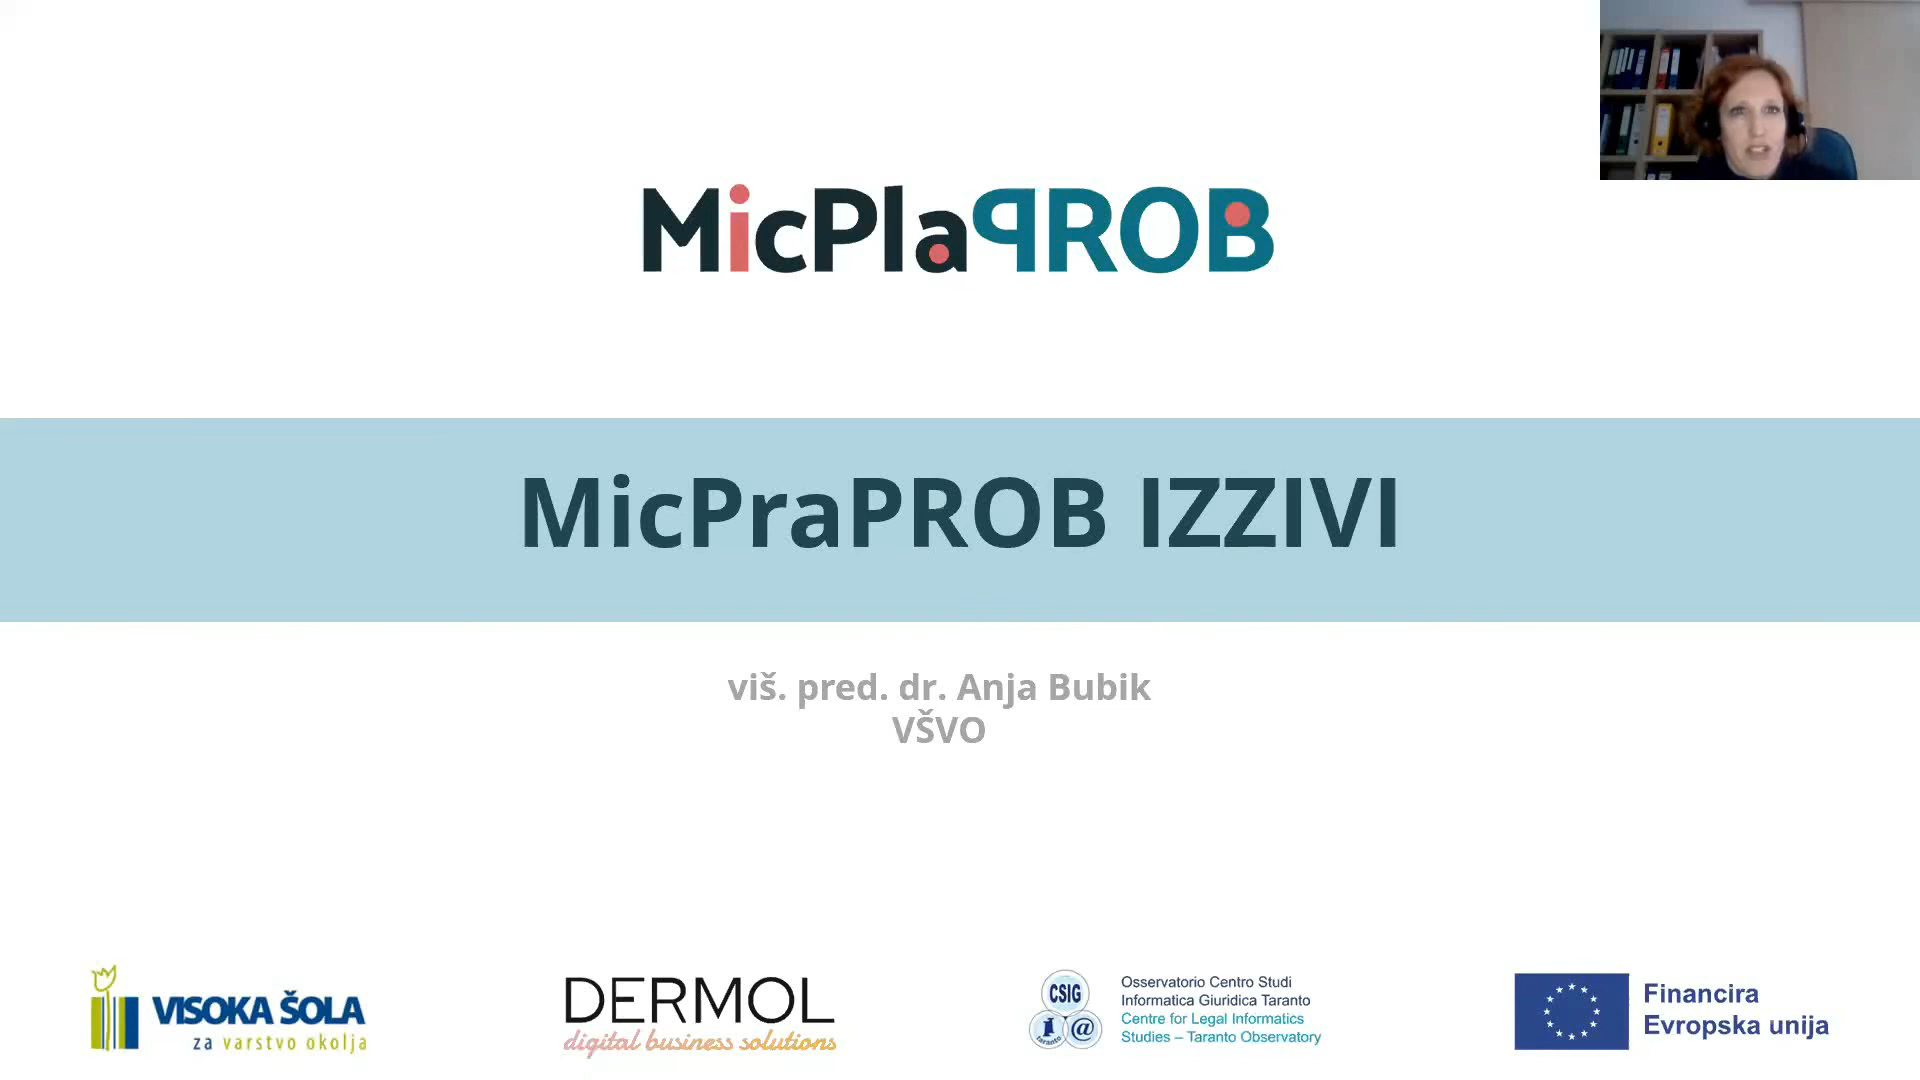 MicPlaPROB
MicPraPROB IZZIVI
viš. pred. dr. Anja Bubik
VŠVO
VISOKA ŠOLA
za varstvo okolja
DERMOL
digital business solutions
CSIG
I @
Taranto
Osservatorio Centro Studi
Informatica Giuridica Taranto
Centre for Legal Informatics
Studies – Taranto Observatory
Financira
Evropska unija